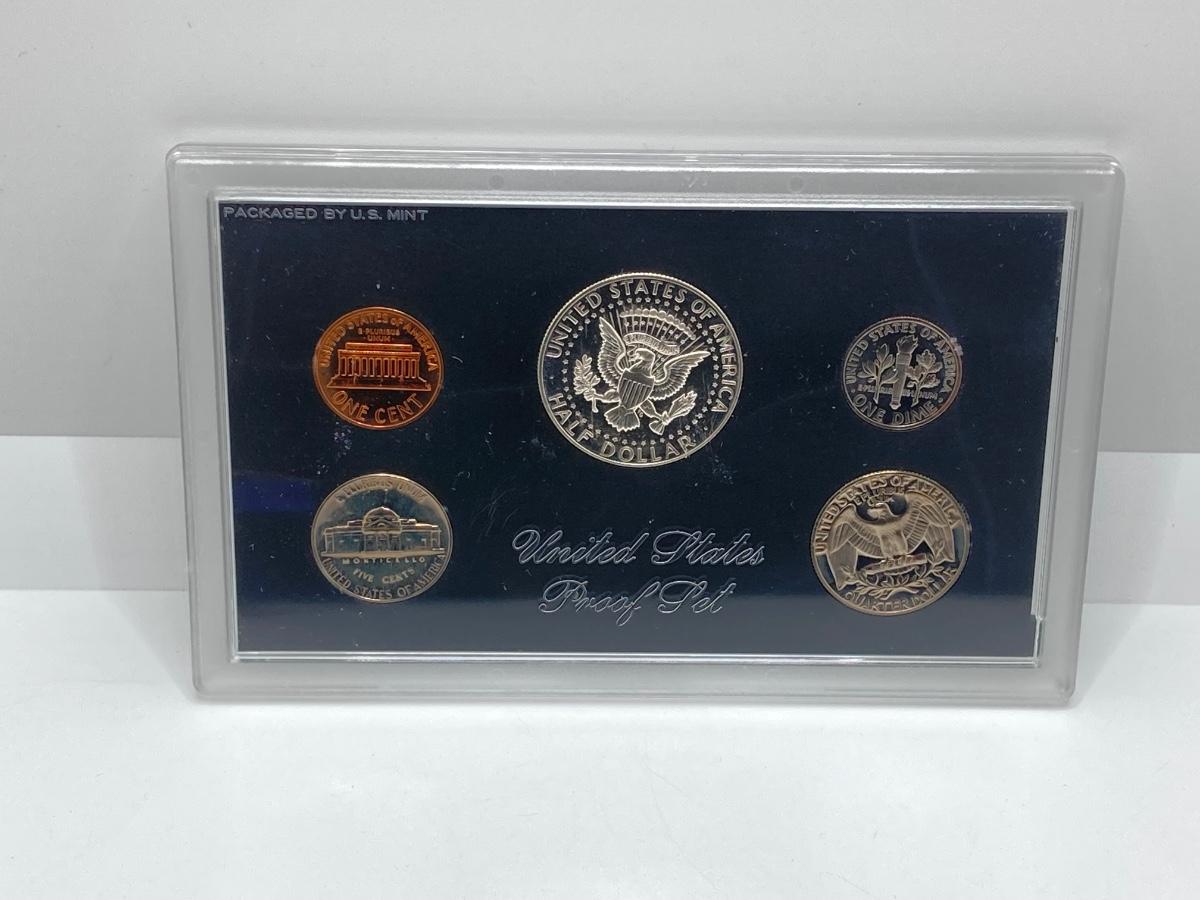 PACKAGED BY U.S. MINT
UNITED STATES OF AMERICA
E PLURIBUS
UNUM
ONE CENT
UNITED STATES OF AMERICA
HALF DOLLAR
UNITED STATES OF AMERICA
E PLURIBUS UNUM
ONE DIME
E PLURIBUS UNUM
MONTICELLO
FIVE CENTS
UNITED STATES OF AMERICA
United States
Proof Set
UNITED STATES OF AMERICA
QUARTER DOLLAR